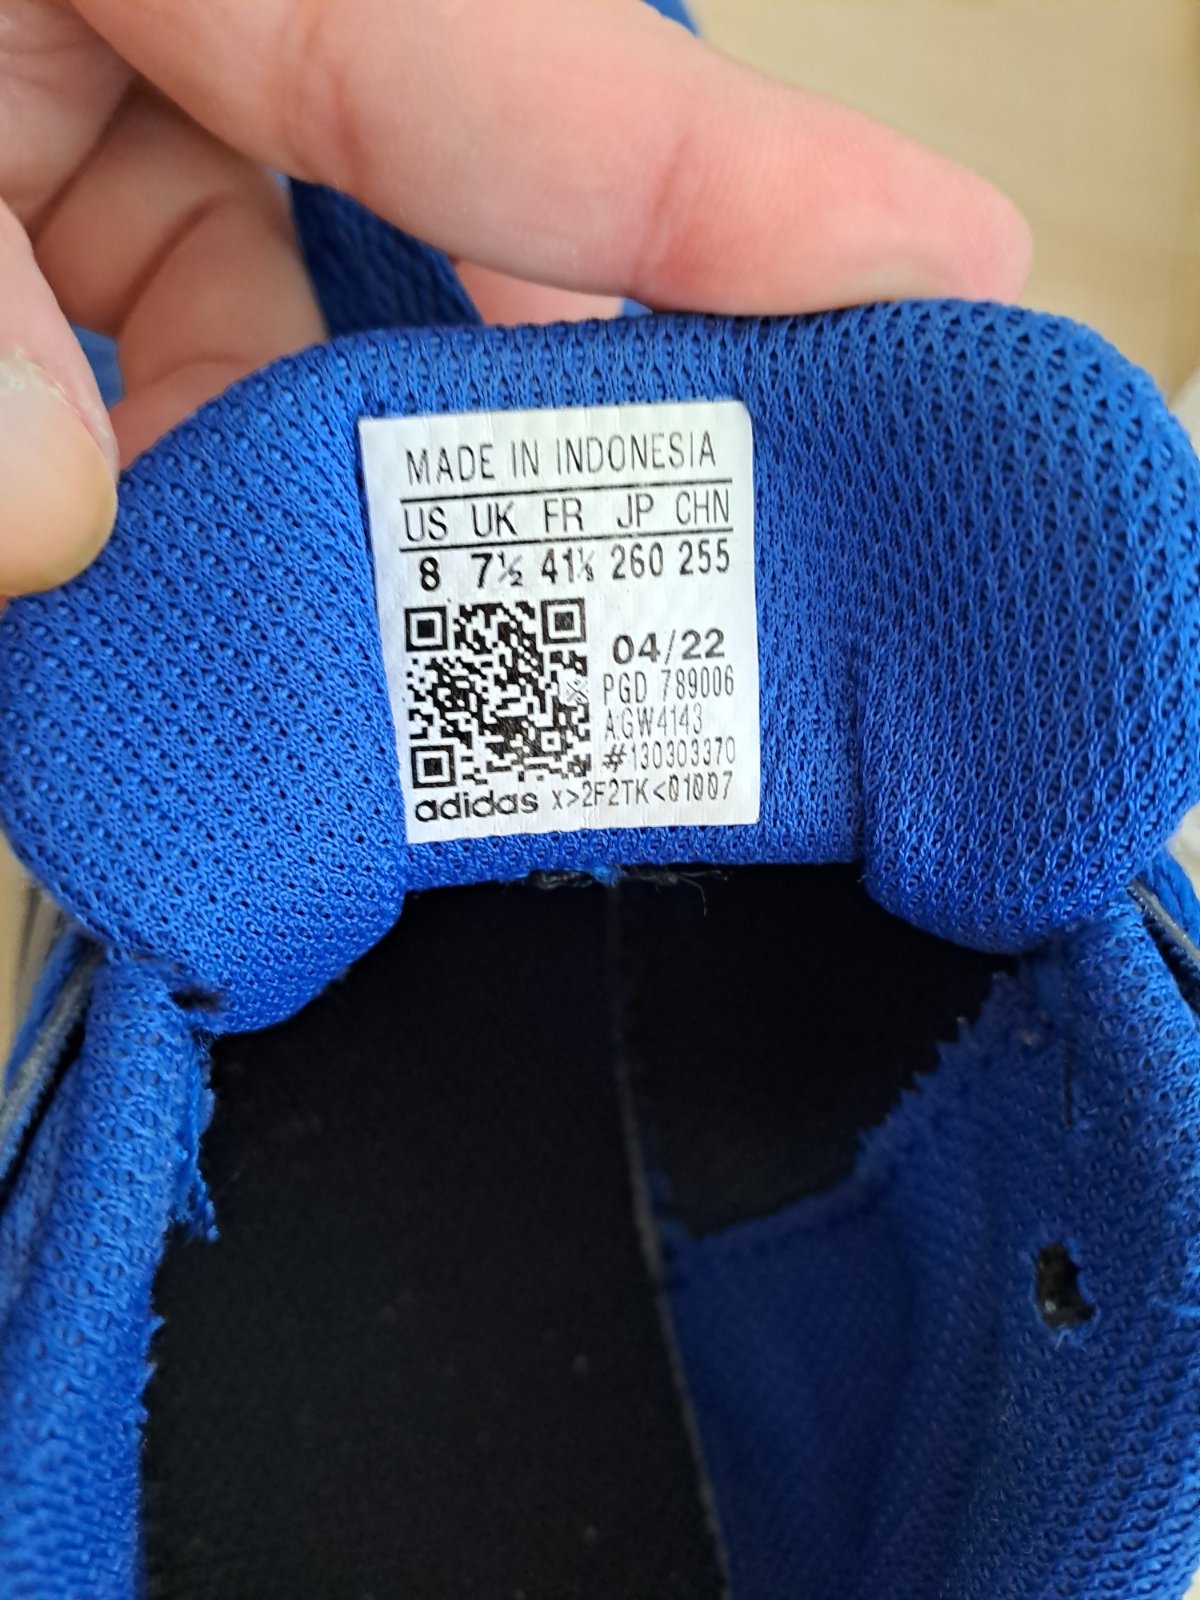 MADE IN INDONESIA
US UK FR JP CHN
8 7½ 41⅓ 260 255
04/22
PGD 789006
A:GW4143
#130303370
adidas x>2F2TK<01007